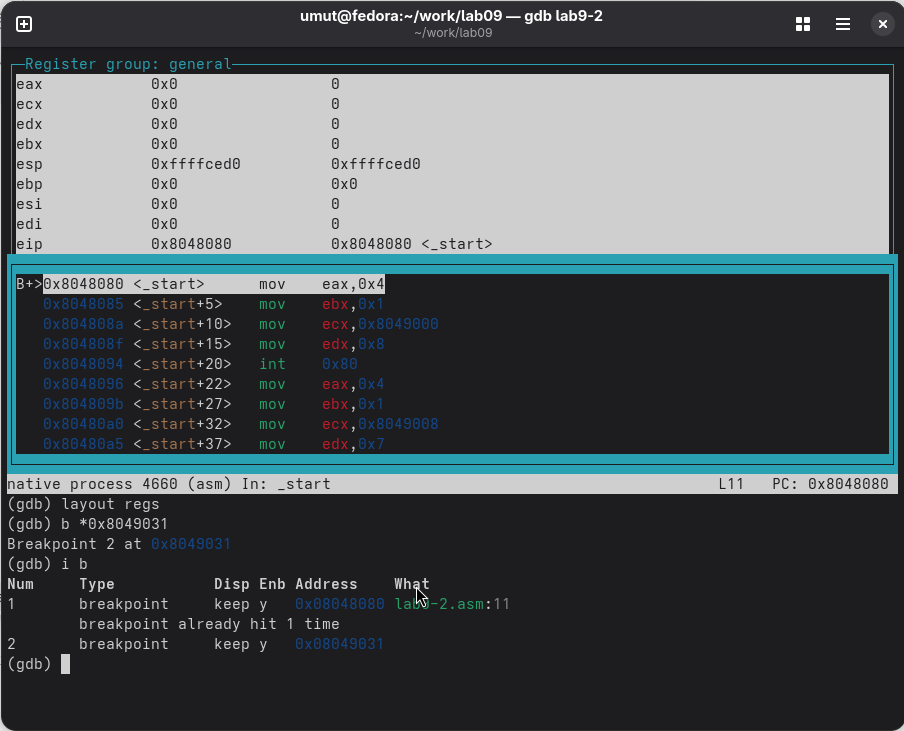 umut@fedora:~/work/lab09 — gdb lab9-2
~/work/lab09
Register group: general
eax 0x0 0
ecx 0x0 0
edx 0x0 0
ebx 0x0 0
esp 0xffffced0 0xffffced0
ebp 0x0 0x0
esi 0x0 0
edi 0x0 0
eip 0x8048080 0x8048080 <_start>
B+>0x8048080 <_start> mov eax,0x4
0x8048085 <_start+5> mov ebx,0x1
0x804808a <_start+10> mov ecx,0x8049000
0x804808f <_start+15> mov edx,0x8
0x8048094 <_start+20> int 0x80
0x8048096 <_start+22> mov eax,0x4
0x804809b <_start+27> mov ebx,0x1
0x80480a0 <_start+32> mov ecx,0x8049008
0x80480a5 <_start+37> mov edx,0x7
native process 4660 (asm) In: _start L11 PC: 0x8048080
(gdb) layout regs
(gdb) b *0x8049031
Breakpoint 2 at 0x8049031
(gdb) i b
Num Type Disp Enb Address What
1 breakpoint keep y 0x08048080 lab9-2.asm:11
breakpoint already hit 1 time
2 breakpoint keep y 0x08049031
(gdb)